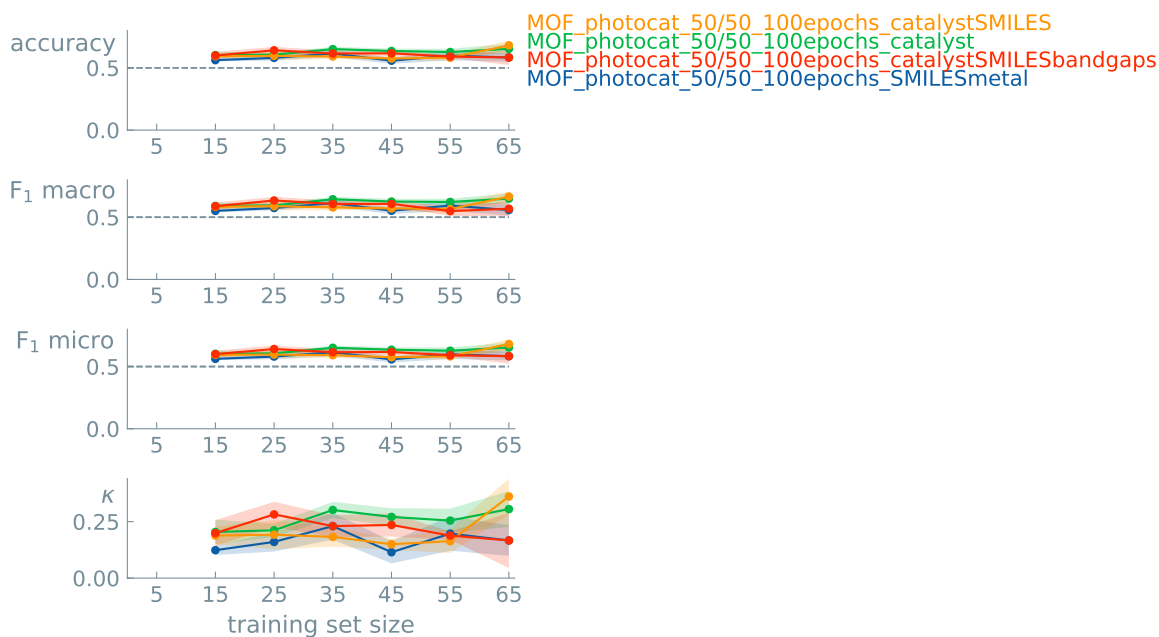 MOF_photocat_50/50_100epochs_catalystSMILES
MOF_photocat_50/50_100epochs_catalyst
MOF_photocat_50/50_100epochs_catalystSMILESbandgaps
MOF_photocat_50/50_100epochs_SMILESmetal
accuracy
0.5
0.0
5 15 25 35 45 55 65
F₁ macro
0.5
0.0
5 15 25 35 45 55 65
F₁ micro
0.5
0.0
5 15 25 35 45 55 65
κ
0.25
0.00
5 15 25 35 45 55 65
training set size